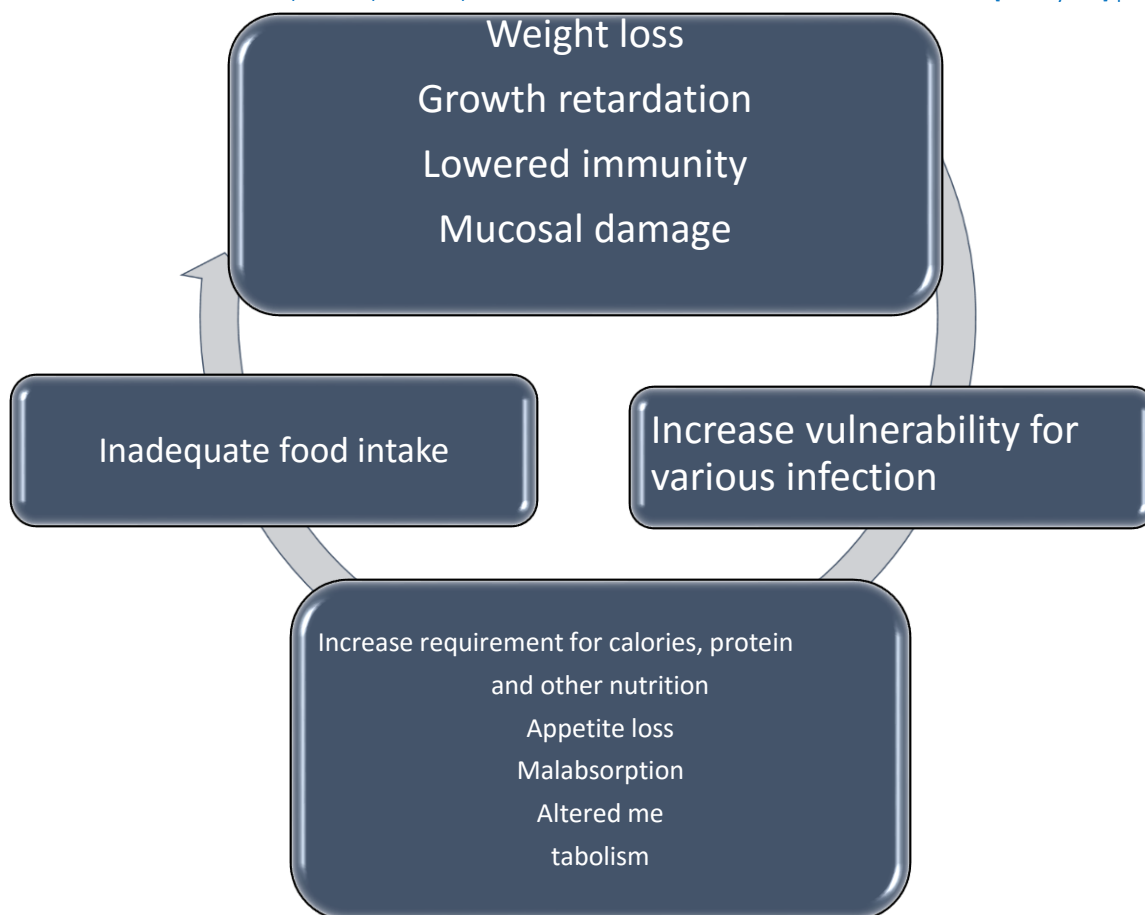 Weight loss
Growth retardation
Lowered immunity
Mucosal damage
Inadequate food intake
Increase vulnerability for
various infection
Increase requirement for calories, protein
and other nutrition
Appetite loss
Malabsorption
Altered me
tabolism